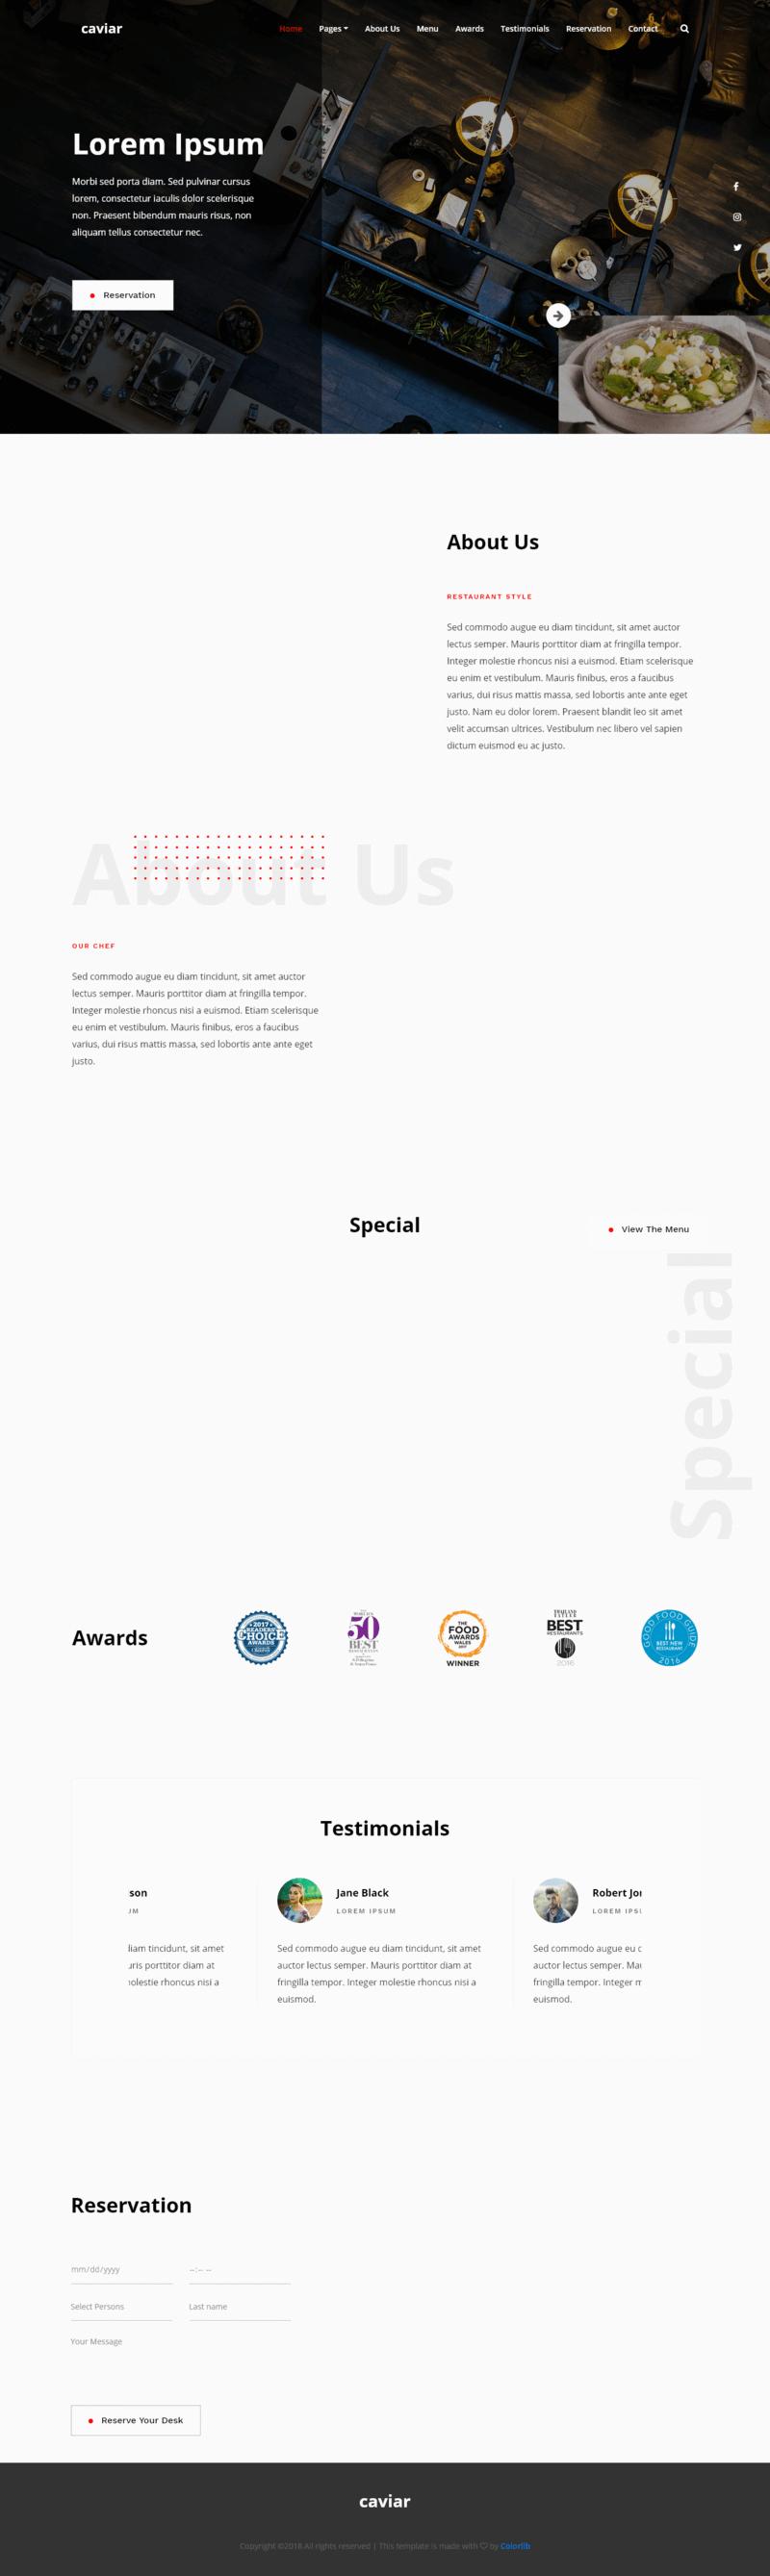 caviar
Home Pages About Us Menu Awards Testimonials Reservation Contact
Lorem Ipsum
Morbi sed porta diam. Sed pulvinar cursus
lorem, consectetur iaculis dolor scelerisque
non. Praesent bibendum mauris risus, non
aliquam tellus consectetur nec.
Reservation
About Us
RESTAURANT STYLE
Sed commodo augue eu diam tincidunt, sit amet auctor
lectus semper. Mauris porttitor diam at fringilla tempor.
Integer molestie rhoncus nisi a euismod. Etiam scelerisque
eu enim et vestibulum. Mauris finibus, eros a faucibus
varius, dui risus mattis massa, sed lobortis ante ante eget
justo. Nam eu dolor lorem. Praesent blandit leo sit amet
velit accumsan ultrices. Vestibulum nec libero vel sapien
dictum euismod eu ac justo.
About Us
OUR CHEF
Sed commodo augue eu diam tincidunt, sit amet auctor
lectus semper. Mauris porttitor diam at fringilla tempor.
Integer molestie rhoncus nisi a euismod. Etiam scelerisque
eu enim et vestibulum. Mauris finibus, eros a faucibus
varius, dui risus mattis massa, sed lobortis ante ante eget
justo.
Special
View The Menu
Special
Awards
2017
READERS'
CHOICE
AWARDS
50
BEST
THE
FOOD
AWARDS
WALES
2017
WINNER
BEST
RESTAURANTS
2016
GOOD FOOD GUIDE
BEST NEW
RESTAURANT
2016
Testimonials
son
UM
diam tincidunt, sit amet
uris porttitor diam at
olestie rhoncus nisi a
Jane Black
LOREM IPSUM
Sed commodo augue eu diam tincidunt, sit amet
auctor lectus semper. Mauris porttitor diam at
fringilla tempor. Integer molestie rhoncus nisi a
euismod.
Robert Jo
LOREM IPS
Sed commodo augue eu
auctor lectus semper. Mau
fringilla tempor. Integer m
euismod.
Reservation
mm/dd/yyyy --:-- --
Select Persons Last name
Your Message
Reserve Your Desk
caviar
Copyright ©2018 All rights reserved | This template is made with by Colorlib